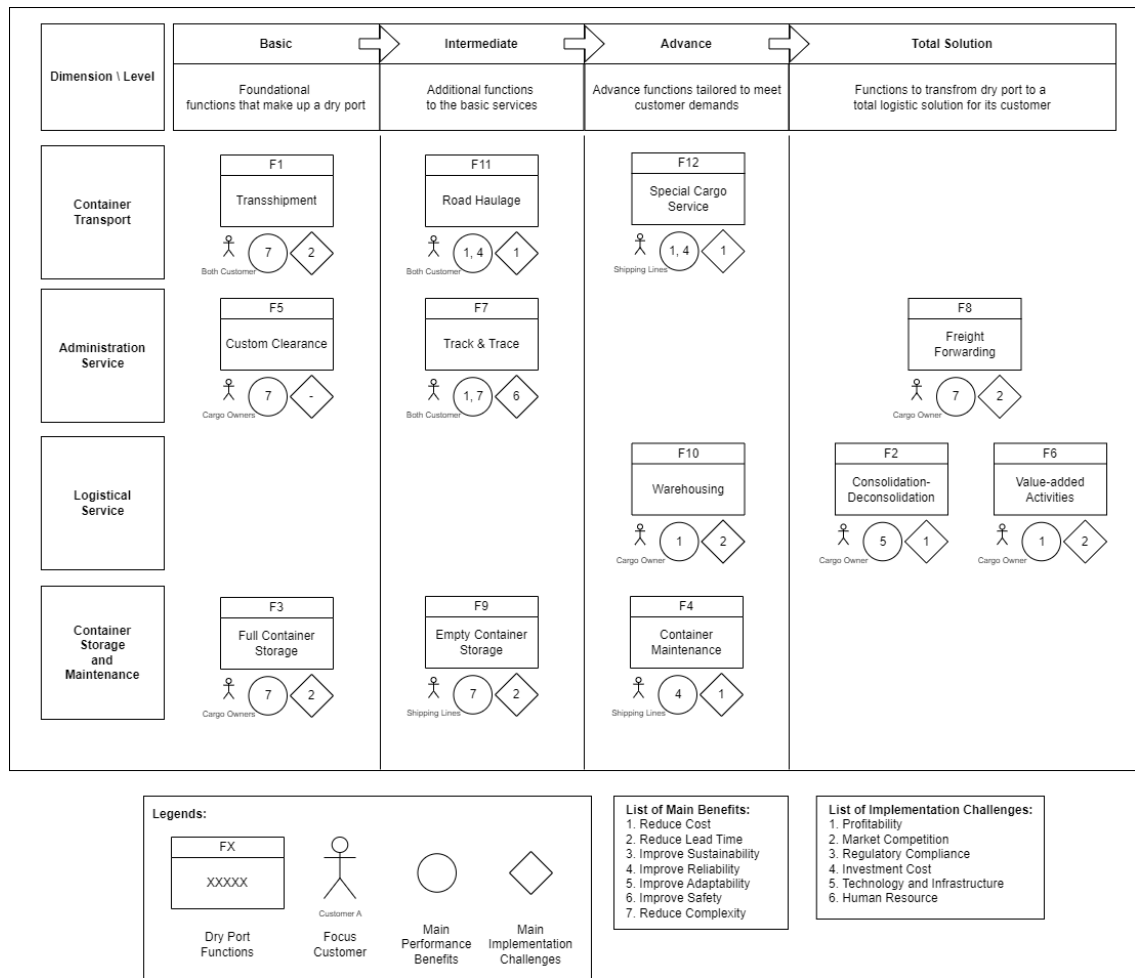 Dimension \ Level
Basic
Intermediate
Advance
Total Solution
Foundational
functions that make up a dry port
Additional functions
to the basic services
Advance functions tailored to meet
customer demands
Functions to transfrom dry port to a
total logistic solution for its customer
Container
Transport
F1
Transshipment
7
2
Both Customer
F11
Road Haulage
1, 4
1
Both Customer
F12
Special Cargo
Service
1, 4
1
Shipping Lines
Administration
Service
F5
Custom Clearance
7
-
Cargo Owners
F7
Track & Trace
1, 7
6
Both Customer
F8
Freight
Forwarding
7
2
Cargo Owner
Logistical
Service
F10
Warehousing
1
2
Cargo Owner
F2
Consolidation-
Deconsolidation
5
1
Cargo Owner
F6
Value-added
Activities
1
2
Cargo Owner
Container
Storage
and
Maintenance
F3
Full Container
Storage
7
2
Cargo Owners
F9
Empty Container
Storage
7
2
Shipping Lines
F4
Container
Maintenance
4
1
Shipping Lines
Legends:
FX
XXXXX
Customer A
Dry Port
Functions
Focus
Customer
Main
Performance
Benefits
Main
Implementation
Challenges
List of Main Benefits:
1. Reduce Cost
2. Reduce Lead Time
3. Improve Sustainability
4. Improve Reliability
5. Improve Adaptability
6. Improve Safety
7. Reduce Complexity
List of Implementation Challenges:
1. Profitability
2. Market Competition
3. Regulatory Compliance
4. Investment Cost
5. Technology and Infrastructure
6. Human Resource